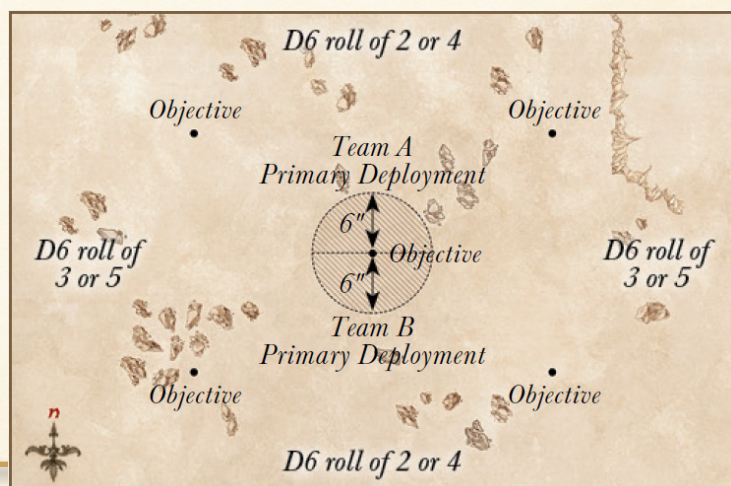 D6 roll of 2 or 4
Objective
Objective
Team A
Primary Deployment
6"
Objective
6"
D6 roll of
3 or 5
D6 roll of
3 or 5
Team B
Primary Deployment
Objective
Objective
n
D6 roll of 2 or 4